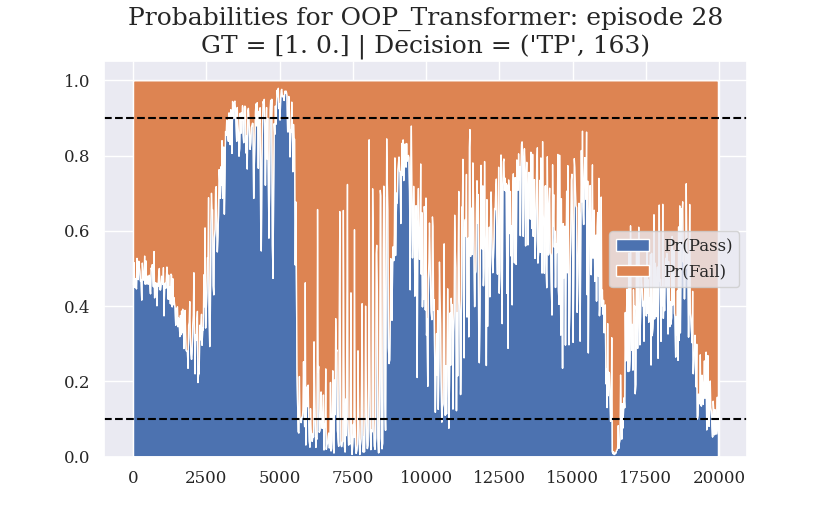 Probabilities for OOP_Transformer: episode 28
GT = [1. 0.] | Decision = ('TP', 163)
1.0
0.8
0.6
0.4
0.2
0.0
Pr(Pass)
Pr(Fail)
0 2500 5000 7500 10000 12500 15000 17500 20000